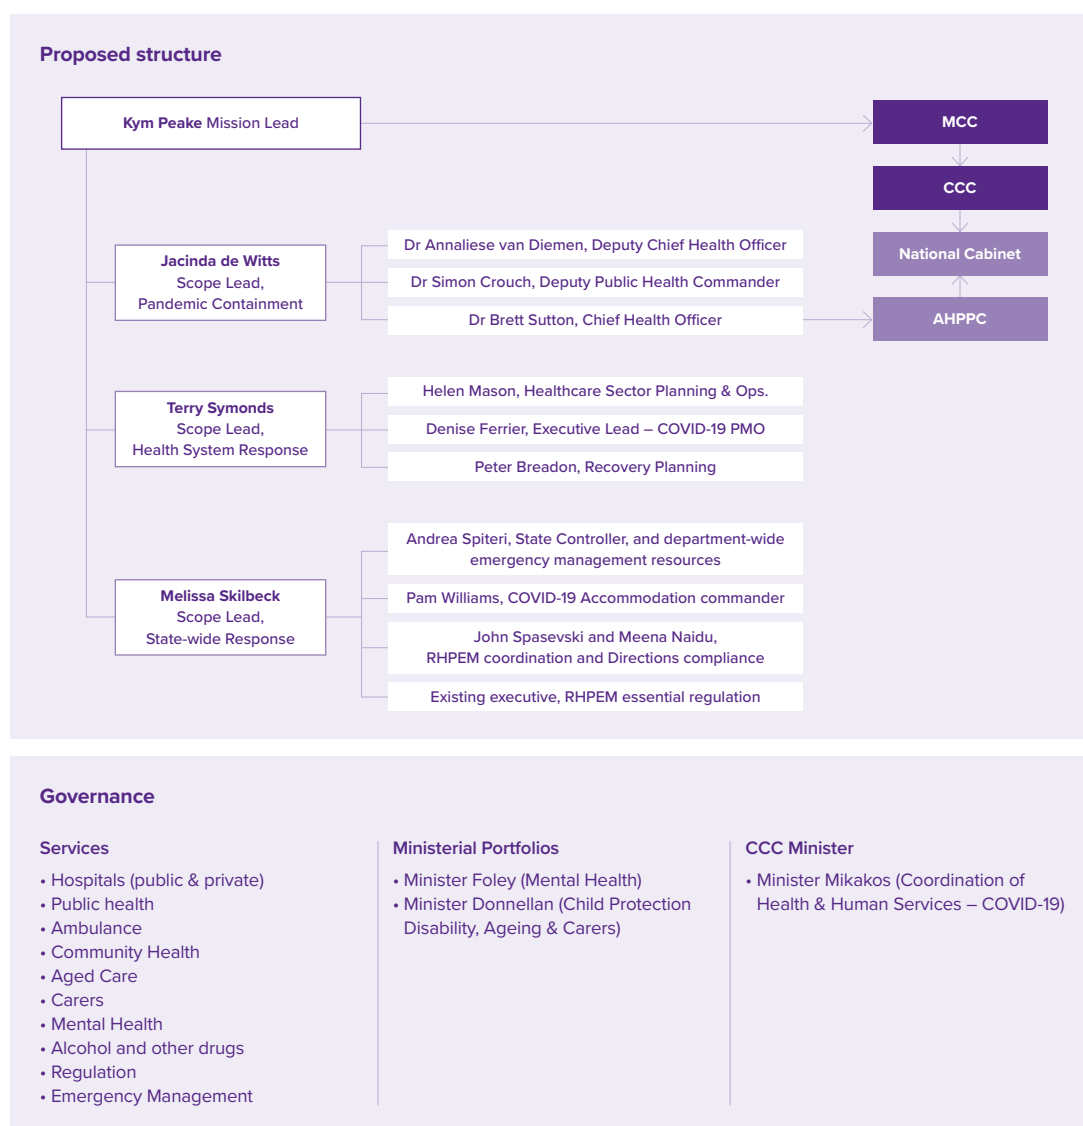 Proposed structure
Kym Peake Mission Lead
MCC
CCC
National Cabinet
AHPPC
Jacinda de Witts
Scope Lead,
Pandemic Containment
Dr Annaliese van Diemen, Deputy Chief Health Officer
Dr Simon Crouch, Deputy Public Health Commander
Dr Brett Sutton, Chief Health Officer
Terry Symonds
Scope Lead,
Health System Response
Helen Mason, Healthcare Sector Planning & Ops.
Denise Ferrier, Executive Lead – COVID-19 PMO
Peter Breadon, Recovery Planning
Melissa Skilbeck
Scope Lead,
State-wide Response
Andrea Spiteri, State Controller, and department-wide
emergency management resources
Pam Williams, COVID-19 Accommodation commander
John Spasevski and Meena Naidu,
RHPEM coordination and Directions compliance
Existing executive, RHPEM essential regulation
Governance
Services
• Hospitals (public & private)
• Public health
• Ambulance
• Community Health
• Aged Care
• Carers
• Mental Health
• Alcohol and other drugs
• Regulation
• Emergency Management
Ministerial Portfolios
• Minister Foley (Mental Health)
• Minister Donnellan (Child Protection
Disability, Ageing & Carers)
CCC Minister
• Minister Mikakos (Coordination of
Health & Human Services – COVID-19)